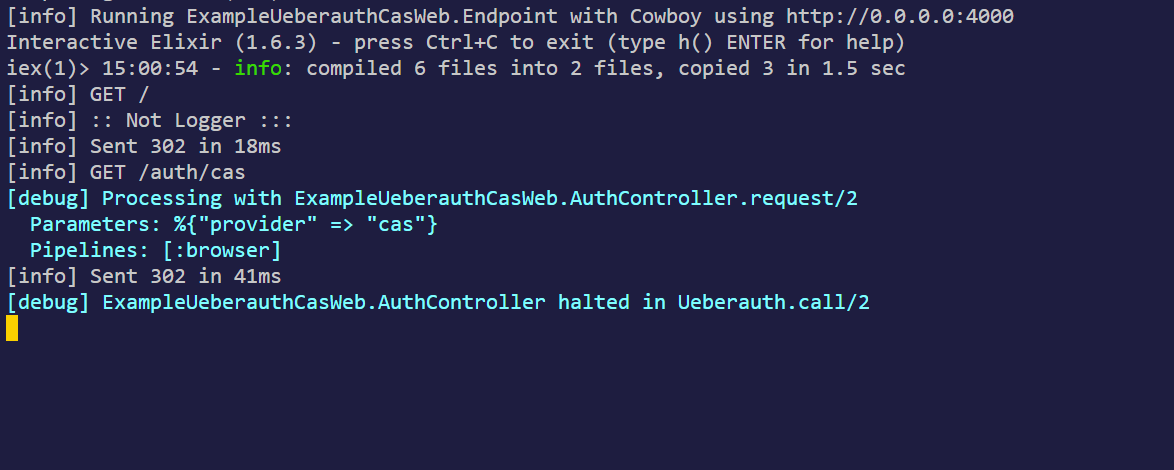 [info] Running ExampleUeberauthCasWeb.Endpoint with Cowboy using http://0.0.0.0:4000
Interactive Elixir (1.6.3) - press Ctrl+C to exit (type h() ENTER for help)
iex(1)> 15:00:54 - info: compiled 6 files into 2 files, copied 3 in 1.5 sec
[info] GET /
[info] :: Not Logger :::
[info] Sent 302 in 18ms
[info] GET /auth/cas
[debug] Processing with ExampleUeberauthCasWeb.AuthController.request/2
  Parameters: %{"provider" => "cas"}
  Pipelines: [:browser]
[info] Sent 302 in 41ms
[debug] ExampleUeberauthCasWeb.AuthController halted in Ueberauth.call/2